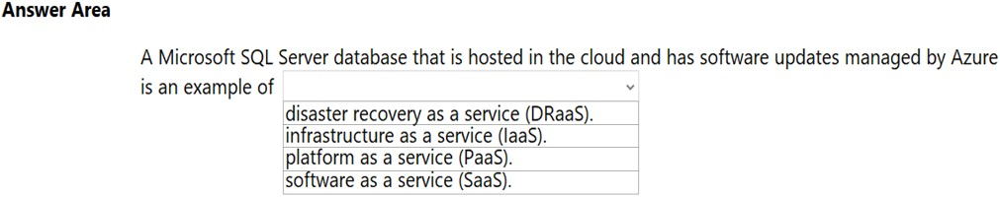 Answer Area
A Microsoft SQL Server database that is hosted in the cloud and has software updates managed by Azure
is an example of
disaster recovery as a service (DRaaS).
infrastructure as a service (IaaS).
platform as a service (PaaS).
software as a service (SaaS).